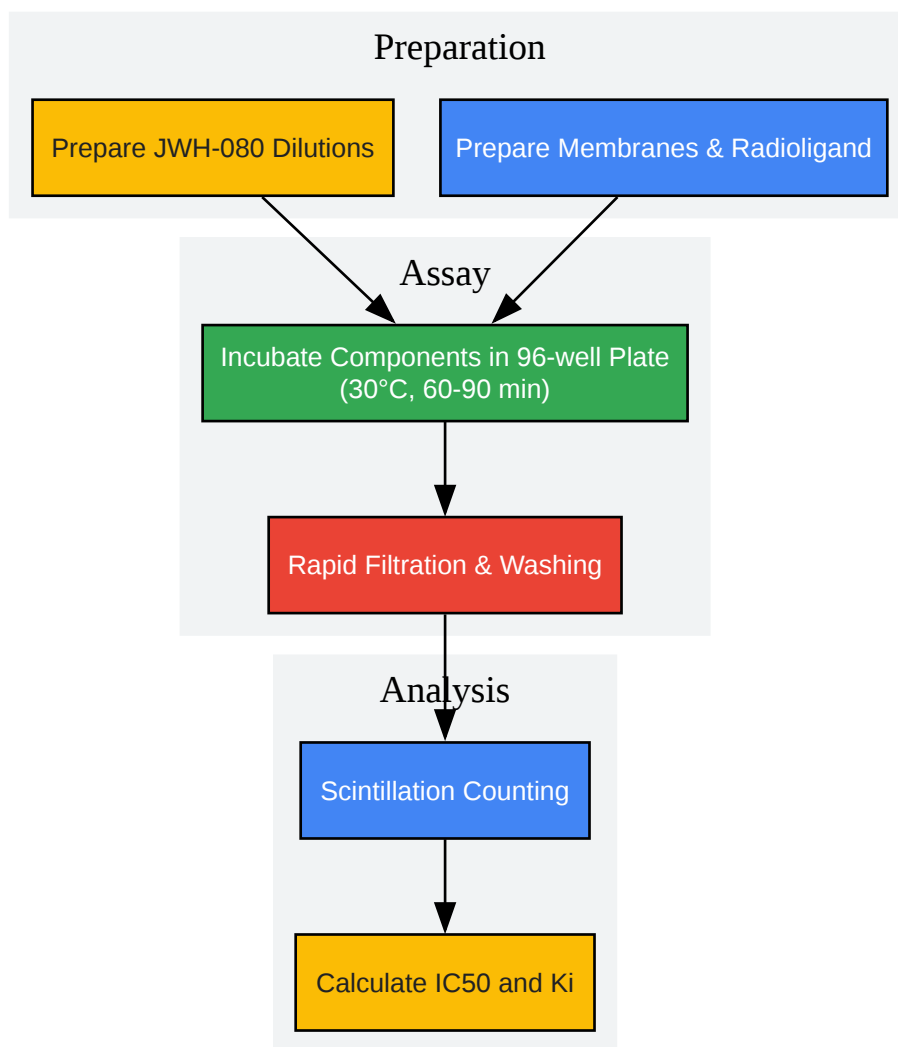 Preparation
Prepare JWH-080 Dilutions
Prepare Membranes & Radioligand
Assay
Incubate Components in 96-well Plate
(30°C, 60-90 min)
Rapid Filtration & Washing
Analysis
Scintillation Counting
Calculate IC50 and Ki